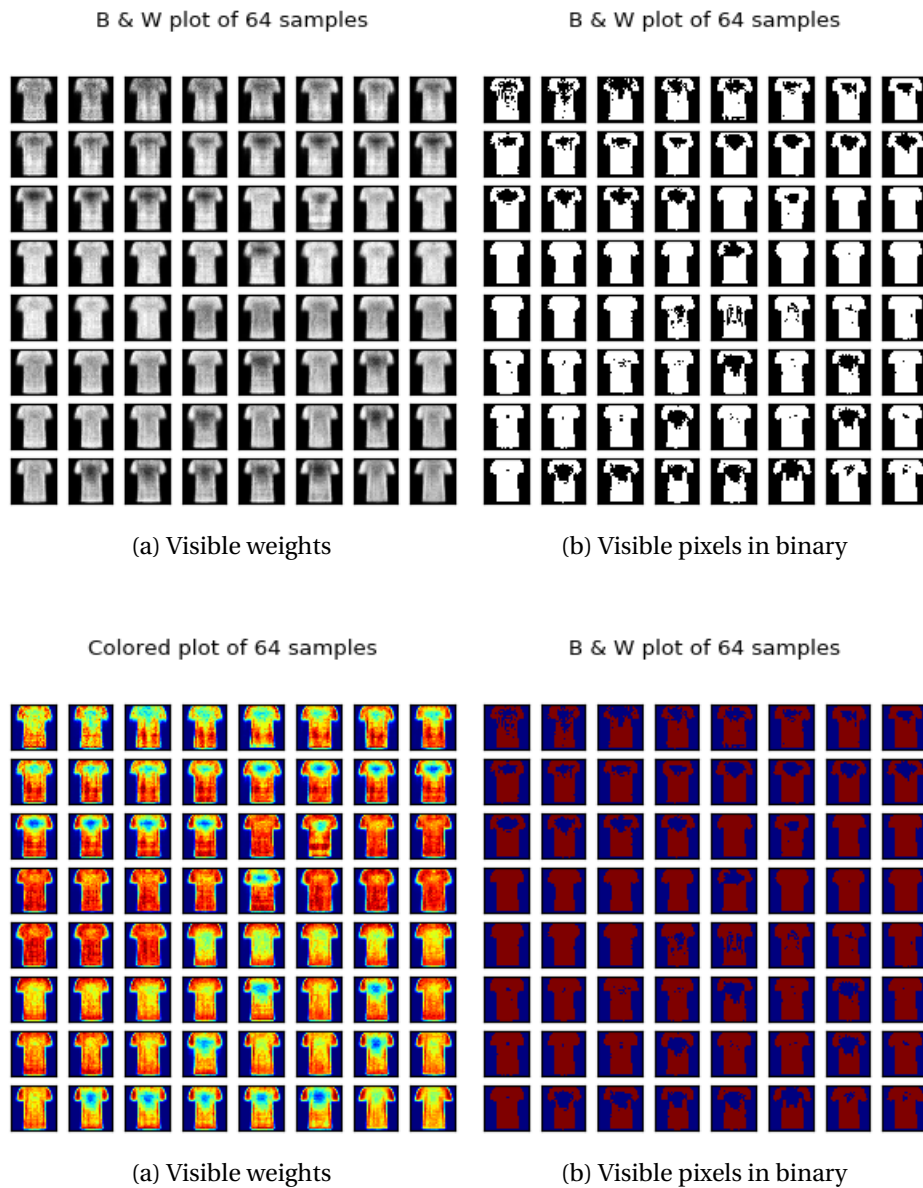 B & W plot of 64 samples
B & W plot of 64 samples
(a) Visible weights
(b) Visible pixels in binary
Colored plot of 64 samples
B & W plot of 64 samples
(a) Visible weights
(b) Visible pixels in binary